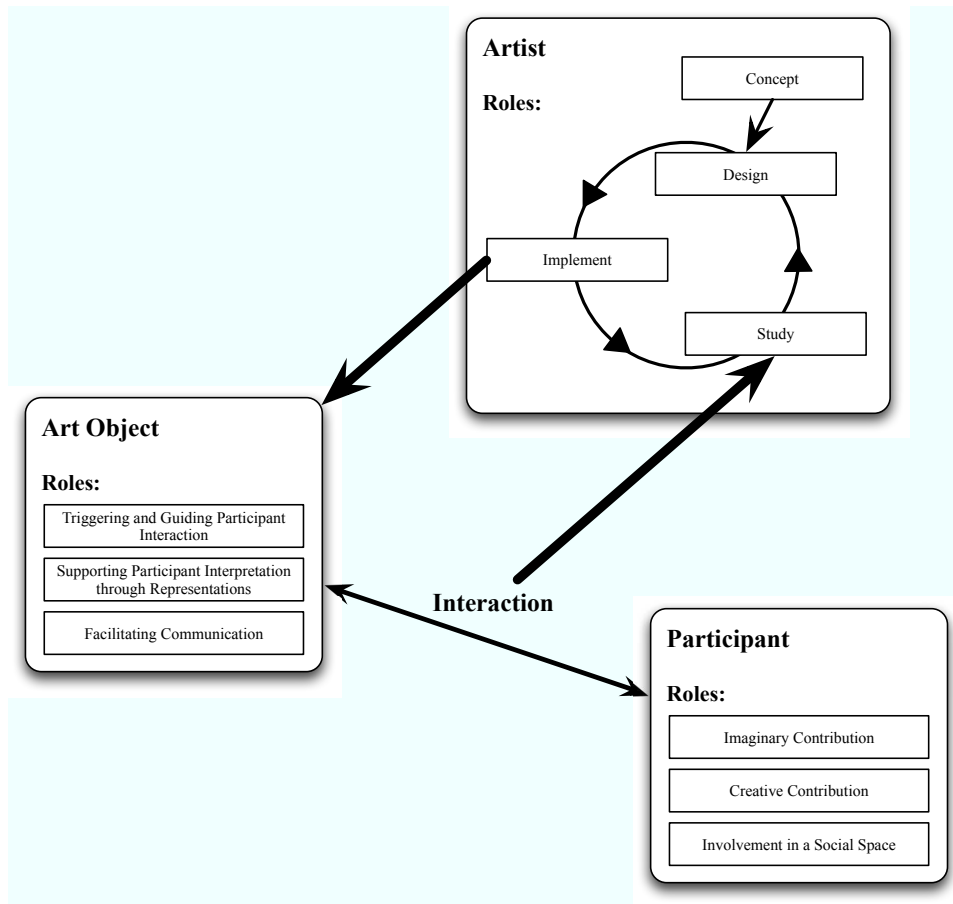 Artist
Roles:
Concept
Design
Implement
Study
Art Object
Roles:
Triggering and Guiding Participant
Interaction
Supporting Participant Interpretation
through Representations
Facilitating Communication
Interaction
Participant
Roles:
Imaginary Contribution
Creative Contribution
Involvement in a Social Space